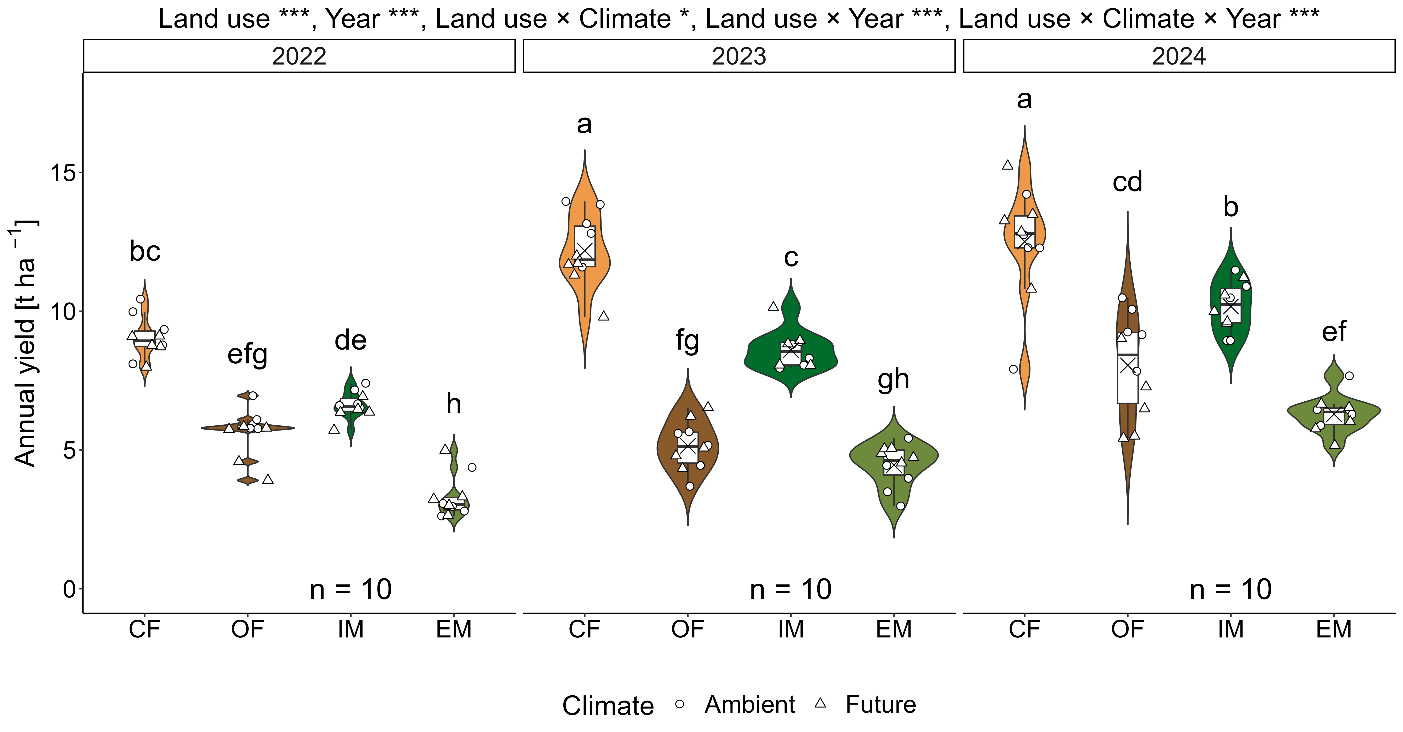 Land use ***, Year ***, Land use × Climate *, Land use × Year ***, Land use × Climate × Year ***
2022 2023 2024
Annual yield [t ha⁻¹]
15
10
5
0
bc efg de h
a fg c gh
a cd b ef
n = 10 n = 10 n = 10
CF OF IM EM CF OF IM EM CF OF IM EM
Climate Ambient Future